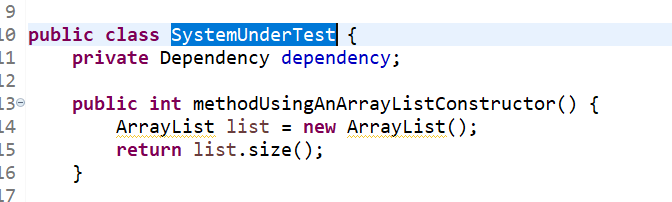 9
10 public class SystemUnderTest {
11 private Dependency dependency;
12
13 public int methodUsingAnArrayListConstructor() {
14 ArrayList list = new ArrayList();
15 return list.size();
16 }
17